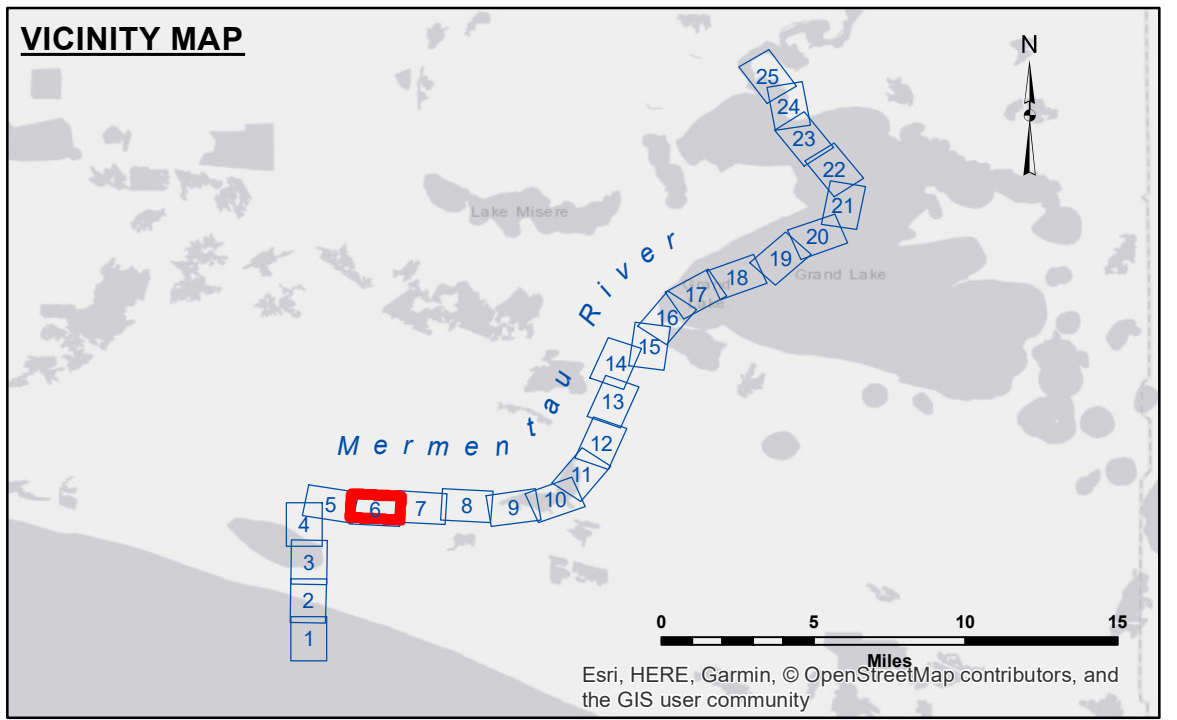 VICINITY MAP
N
25
24
23
22
21
20
19
18
17
16
15
14
13
12
11
10
9
8
7
6
5
4
3
2
1
Lake Misere
Grand Lake
Grand
Lake
Mermentau River
0 5 10 15
Miles
Esri, HERE, Garmin, © OpenStreetMap contributors, and
the GIS user community